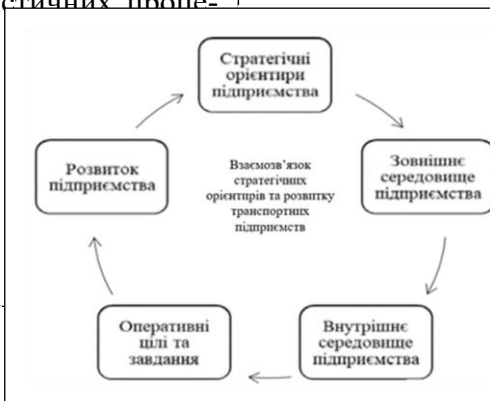 Стратегічні
орієнтири
підприємства
Зовнішнє
середовище
підприємства
Внутрішнє
середовище
підприємства
Оперативні
цілі та
завдання
Розвиток
підприємства
Взаємозв’язок
стратегічних
орієнтирів та розвитку
транспортних
підприємств